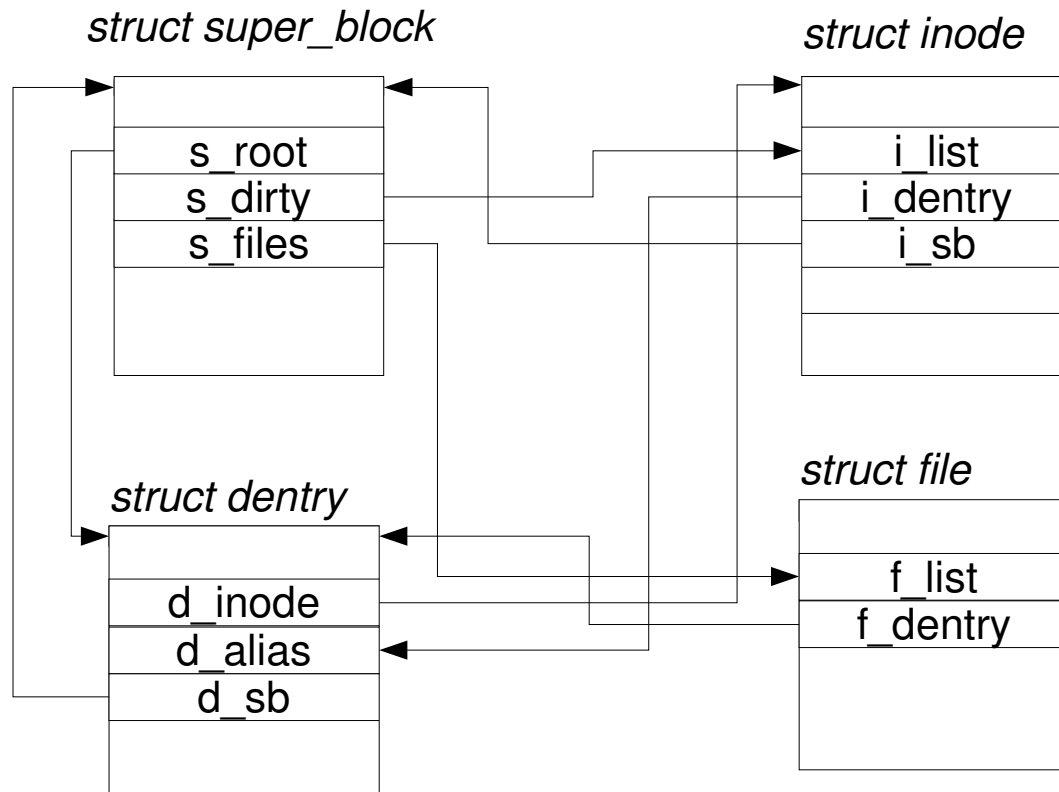 struct super_block
s_root
s_dirty
s_files
struct inode
i_list
i_dentry
i_sb
struct dentry
d_inode
d_alias
d_sb
struct file
f_list
f_dentry